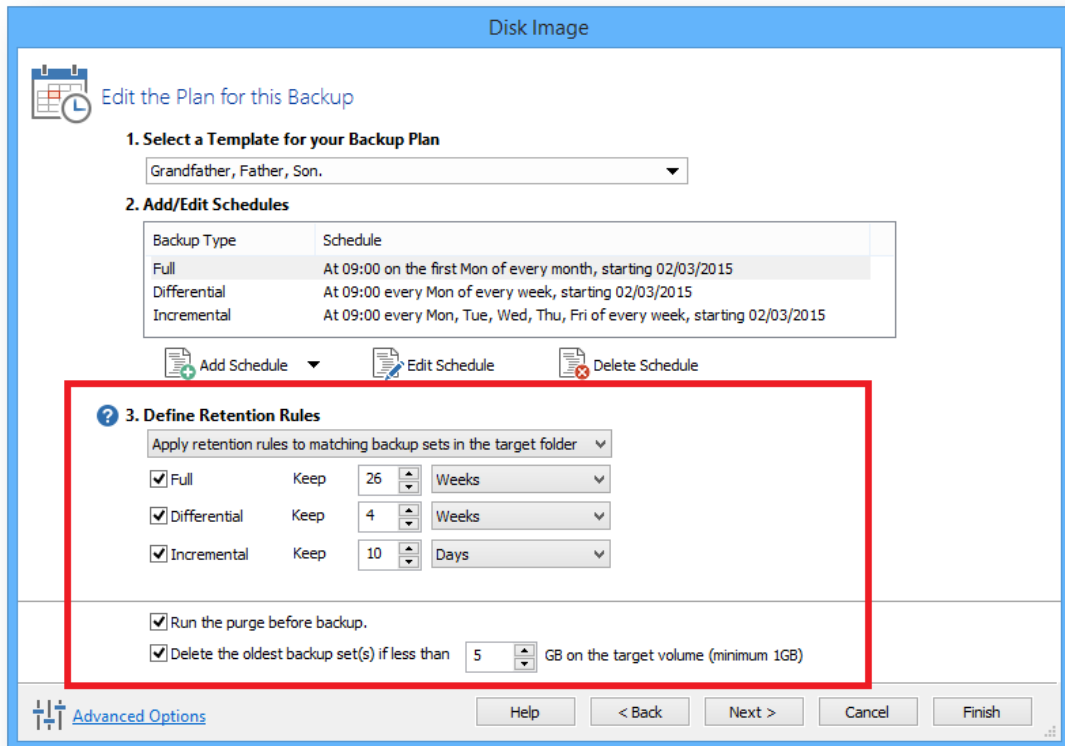 Disk Image
Edit the Plan for this Backup
1. Select a Template for your Backup Plan
Grandfather, Father, Son.
2. Add/Edit Schedules
Backup Type Schedule
Full At 09:00 on the first Mon of every month, starting 02/03/2015
Differential At 09:00 every Mon of every week, starting 02/03/2015
Incremental At 09:00 every Mon, Tue, Wed, Thu, Fri of every week, starting 02/03/2015
Add Schedule Edit Schedule Delete Schedule
? 3. Define Retention Rules
Apply retention rules to matching backup sets in the target folder
Full Keep 26 Weeks
Differential Keep 4 Weeks
Incremental Keep 10 Days
Run the purge before backup.
Delete the oldest backup set(s) if less than 5 GB on the target volume (minimum 1GB)
Advanced Options Help < Back Next > Cancel Finish